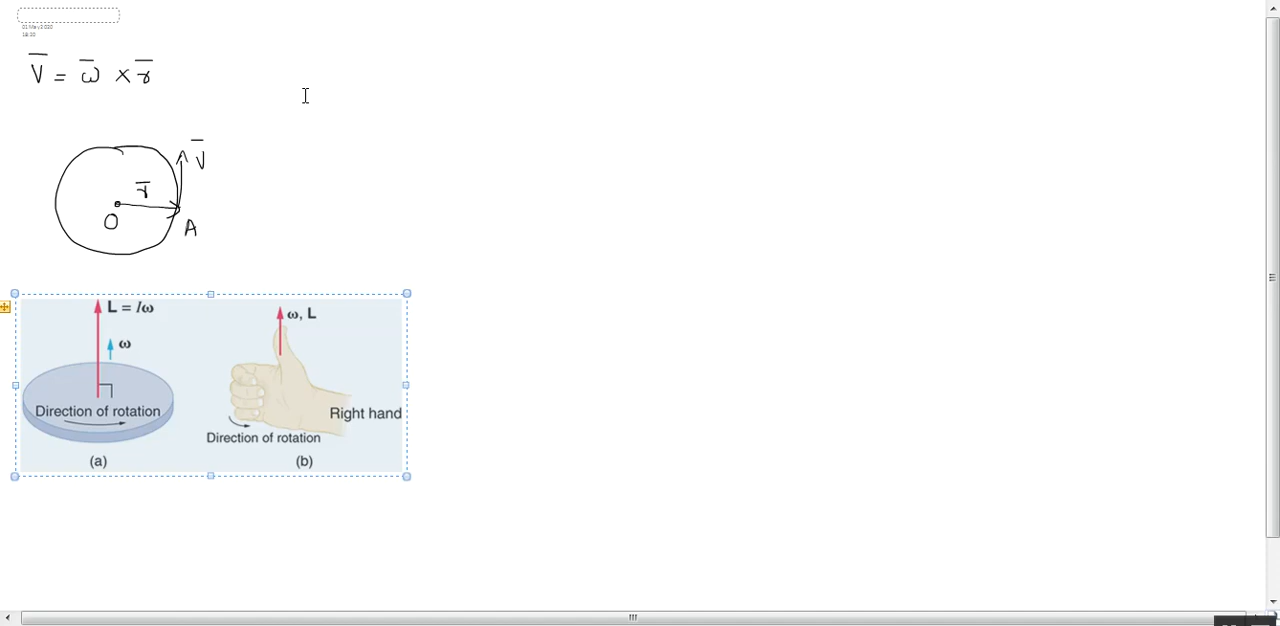 V̅ = ω̅ × r̅
V̅
r̅
O
A
L = Iω
ω
Direction of rotation
(a)
ω, L
Right hand
Direction of rotation
(b)